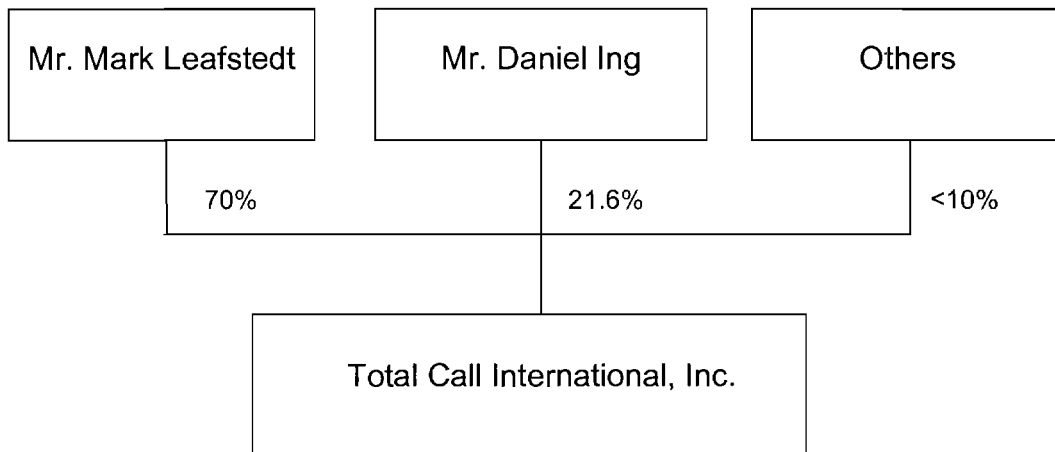 Mr. Mark Leafstedt
Mr. Daniel Ing
Others
70%
21.6%
<10%
Total Call International, Inc.